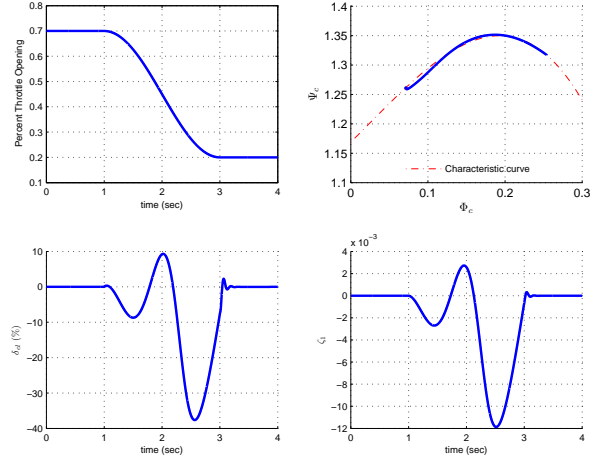 0.8
0.7
0.6
0.5
0.4
0.3
0.2
0.1
0 1 2 3 4
Percent Throttle Opening
time (sec)
1.4
1.35
1.3
1.25
1.2
1.15
1.1
0 0.1 0.2 0.3
Ψc
Characteristic curve
Φc
10
0
−10
−20
−30
−40
0 1 2 3 4
δcl (%)
time (sec)
x 10−3
4
2
0
−2
−4
−6
−8
−10
−12
0 1 2 3 4
time (sec)